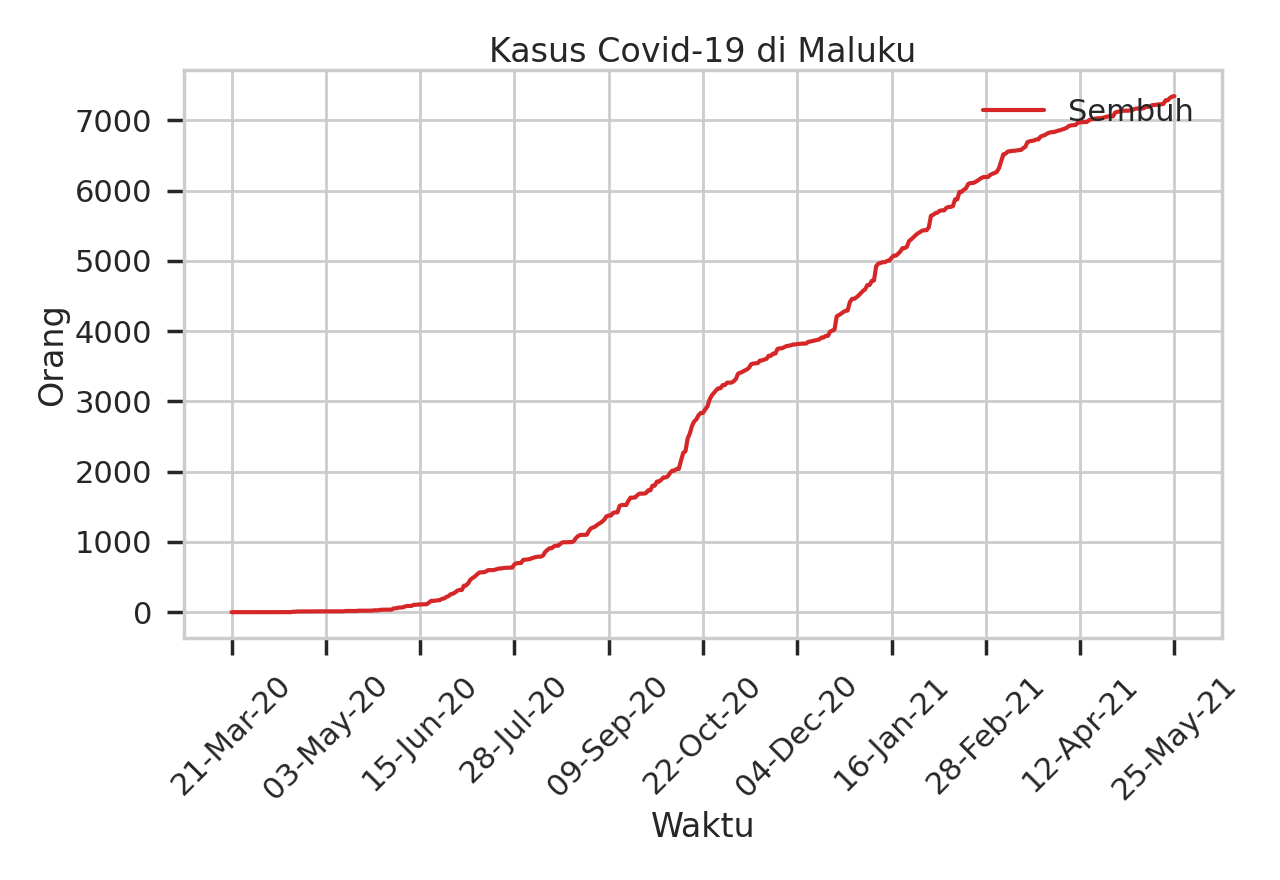 Kasus Covid-19 di Maluku
Sembuh
7000
6000
5000
4000
3000
2000
1000
0
Orang
21-Mar-20
03-May-20
15-Jun-20
28-Jul-20
09-Sep-20
22-Oct-20
04-Dec-20
16-Jan-21
28-Feb-21
12-Apr-21
25-May-21
Waktu